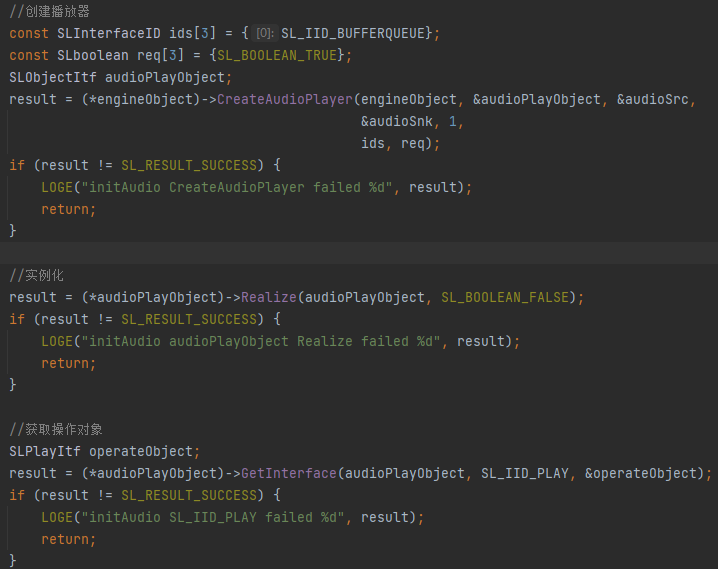 //创建播放器
const SLInterfaceID ids[3] = {[0]: SL_IID_BUFFERQUEUE};
const SLboolean req[3] = {SL_BOOLEAN_TRUE};
SLObjectItf audioPlayObject;
result = (*engineObject)->CreateAudioPlayer(engineObject, &audioPlayObject, &audioSrc,
&audioSnk, 1,
ids, req);
if (result != SL_RESULT_SUCCESS) {
LOGE("initAudio CreateAudioPlayer failed %d", result);
return;
}
//实例化
result = (*audioPlayObject)->Realize(audioPlayObject, SL_BOOLEAN_FALSE);
if (result != SL_RESULT_SUCCESS) {
LOGE("initAudio audioPlayObject Realize failed %d", result);
return;
}
//获取操作对象
SLPlayItf operateObject;
result = (*audioPlayObject)->GetInterface(audioPlayObject, SL_IID_PLAY, &operateObject);
if (result != SL_RESULT_SUCCESS) {
LOGE("initAudio SL_IID_PLAY failed %d", result);
return;
}